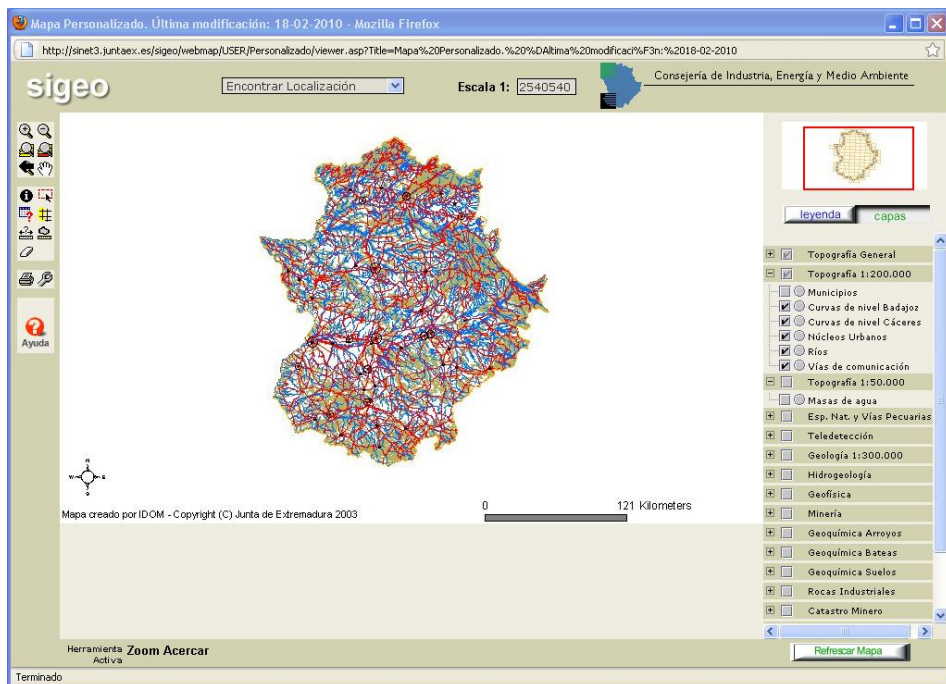 Mapa Personalizado. Última modificación: 18-02-2010 - Mozilla Firefox
http://sinet3.juntaex.es/sigeo/webmap/USER/Personalizado/viewer.asp?Title=Mapa%20Personalizado.%20%DAltima%20modificaci%F3n:%2018-02-2010
sigeo
Encontrar Localización
Escala 1: 2540540
Consejería de Industria, Energía y Medio Ambiente
leyenda
capas
Topografía General
Topografía 1:200.000
Municipios
Curvas de nivel Badajoz
Curvas de nivel Cáceres
Núcleos Urbanos
Ríos
Vías de comunicación
Topografía 1:50.000
Masas de agua
Esp. Nat. y Vías Pecuarias
Teledetección
Geología 1:300.000
Hidrogeología
Geofísica
Minería
Geoquímica Arroyos
Geoquímica Bateas
Geoquímica Suelos
Rocas Industriales
Catastro Minero
Ayuda
0 121 Kilometers
Mapa creado por IDOM - Copyright (C) Junta de Extremadura 2003
Herramienta Activa Zoom Acercar
Refrescar Mapa
Terminado